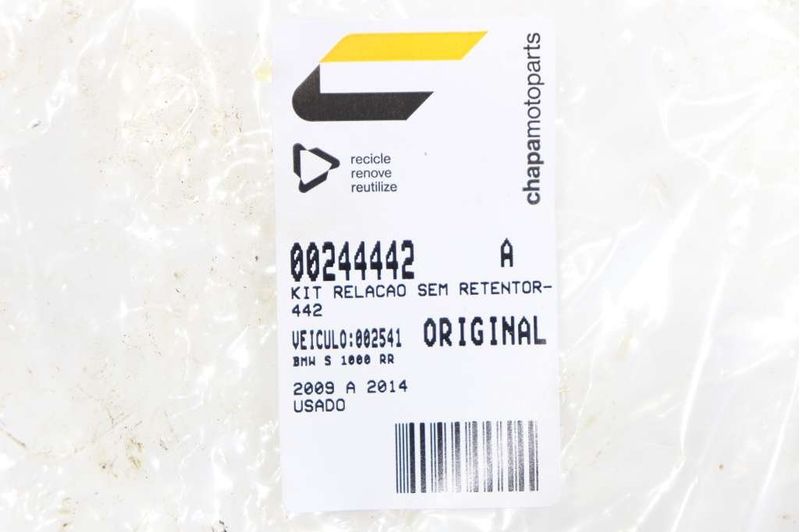 chapamotoparts
recicle
renove
reutilize
00244442 A
KIT RELACAO SEM RETENTOR-
442
VEICULO:002541 ORIGINAL
BMW S 1000 RR
2009 A 2014
USADO